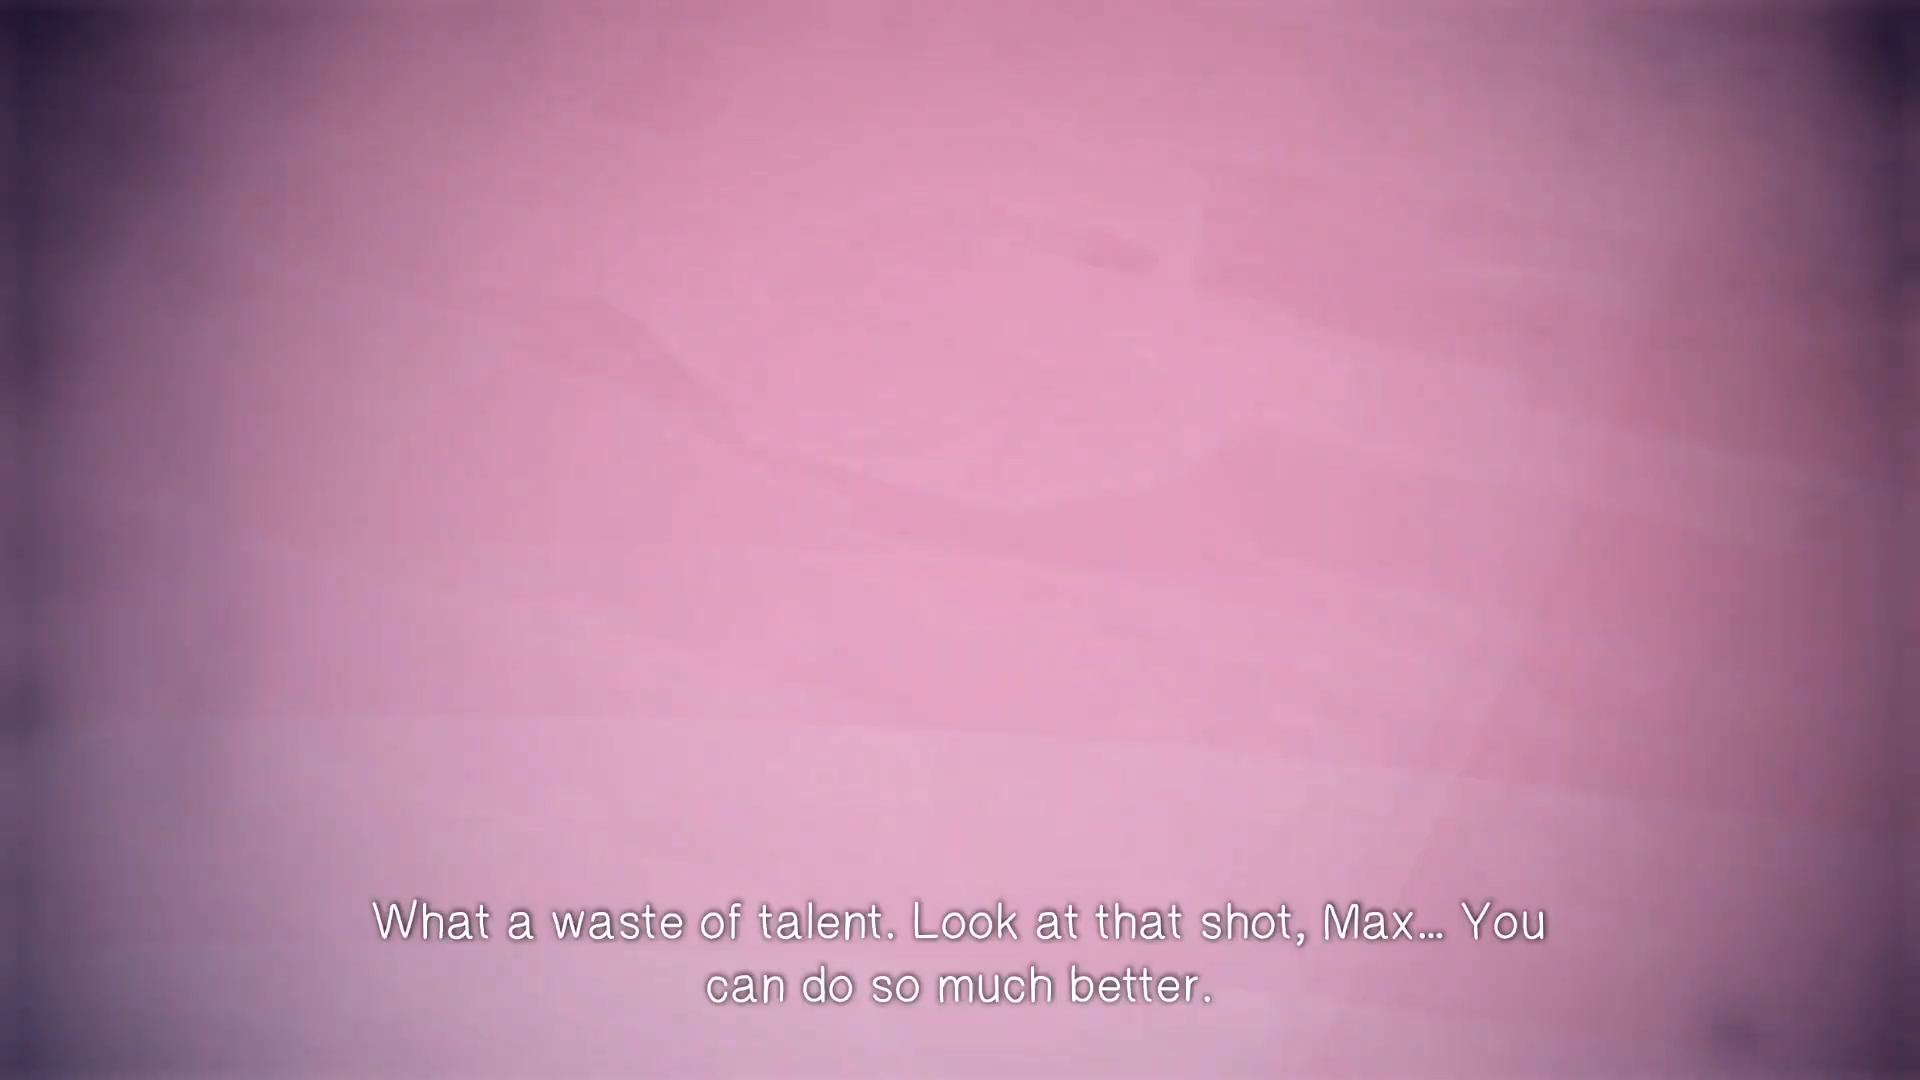 What a waste of talent. Look at that shot, Max... You
can do so much better.